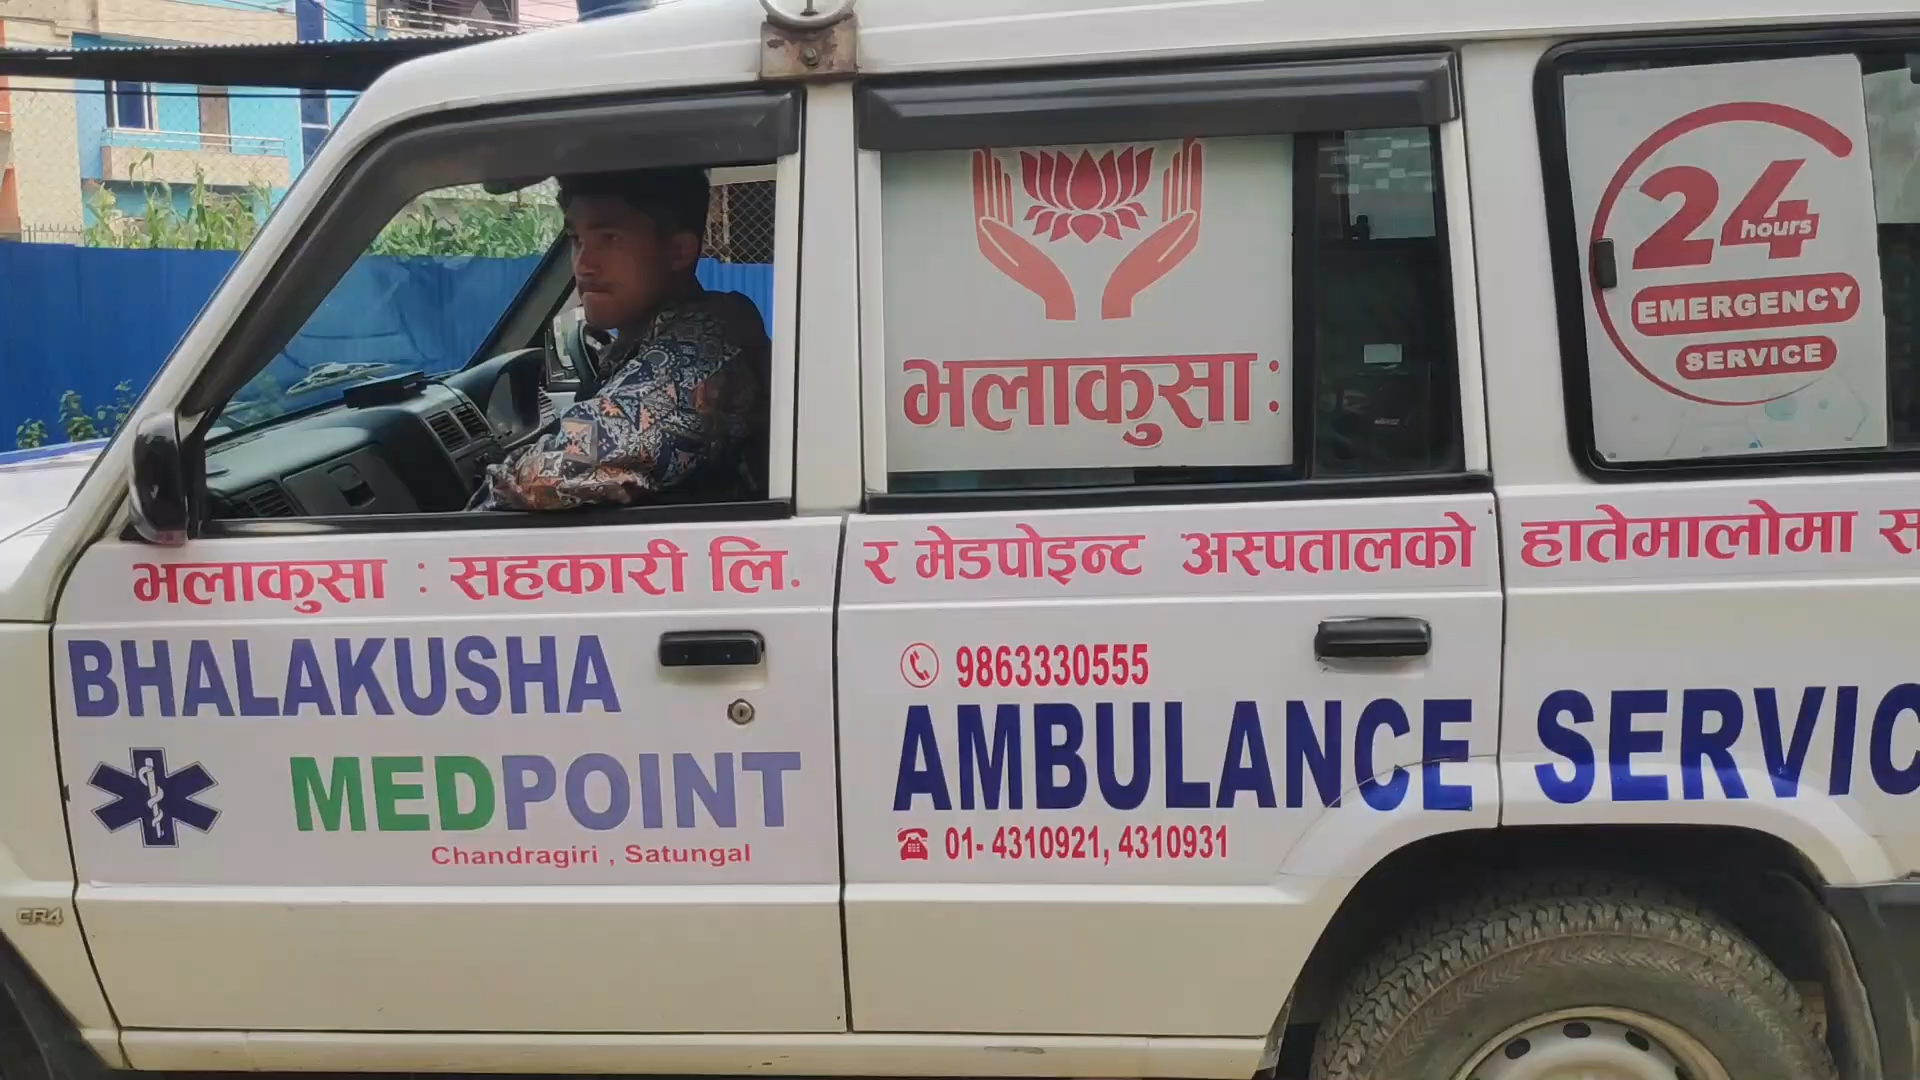 भलाकुसा :
24
hours
EMERGENCY
SERVICE
भलाकुसा : सहकारी लि. र मेडपोइन्ट अस्पतालको हातेमालोमा
BHALAKUSHA
MEDPOINT
Chandragiri , Satungal
9863330555
AMBULANCE SERVIC
01- 4310921, 4310931
CR4